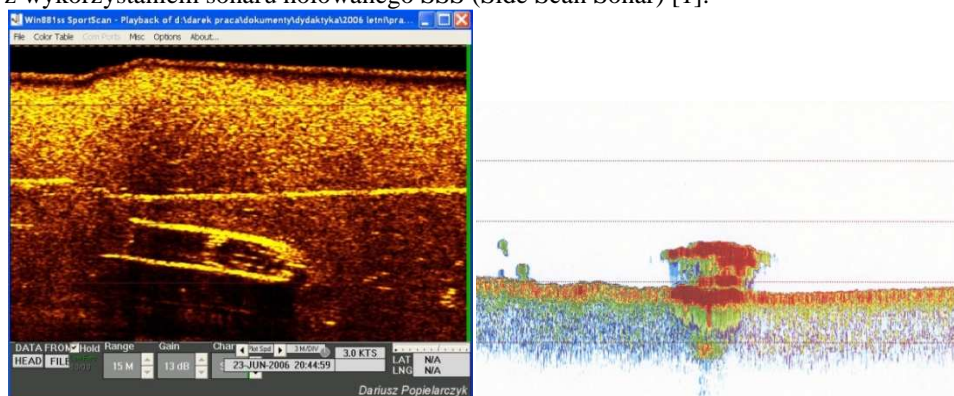 z wykorzystaniem sonaru holowanego SSS (Side Scan Sonar) [1].
Win881ss SportScan - Playback of d:\darek praca\dokumenty\dydaktyka\2006 letni\pra...
File Color Table Com Ports Misc Options About...
DATA FROM Hold Range Gain
HEAD FILE 15 M 13 dB
3 M/DIV
3.0 KTS
23-JUN-2006 20:44:59
LAT N/A
LNG N/A
Dariusz Popielarczyk